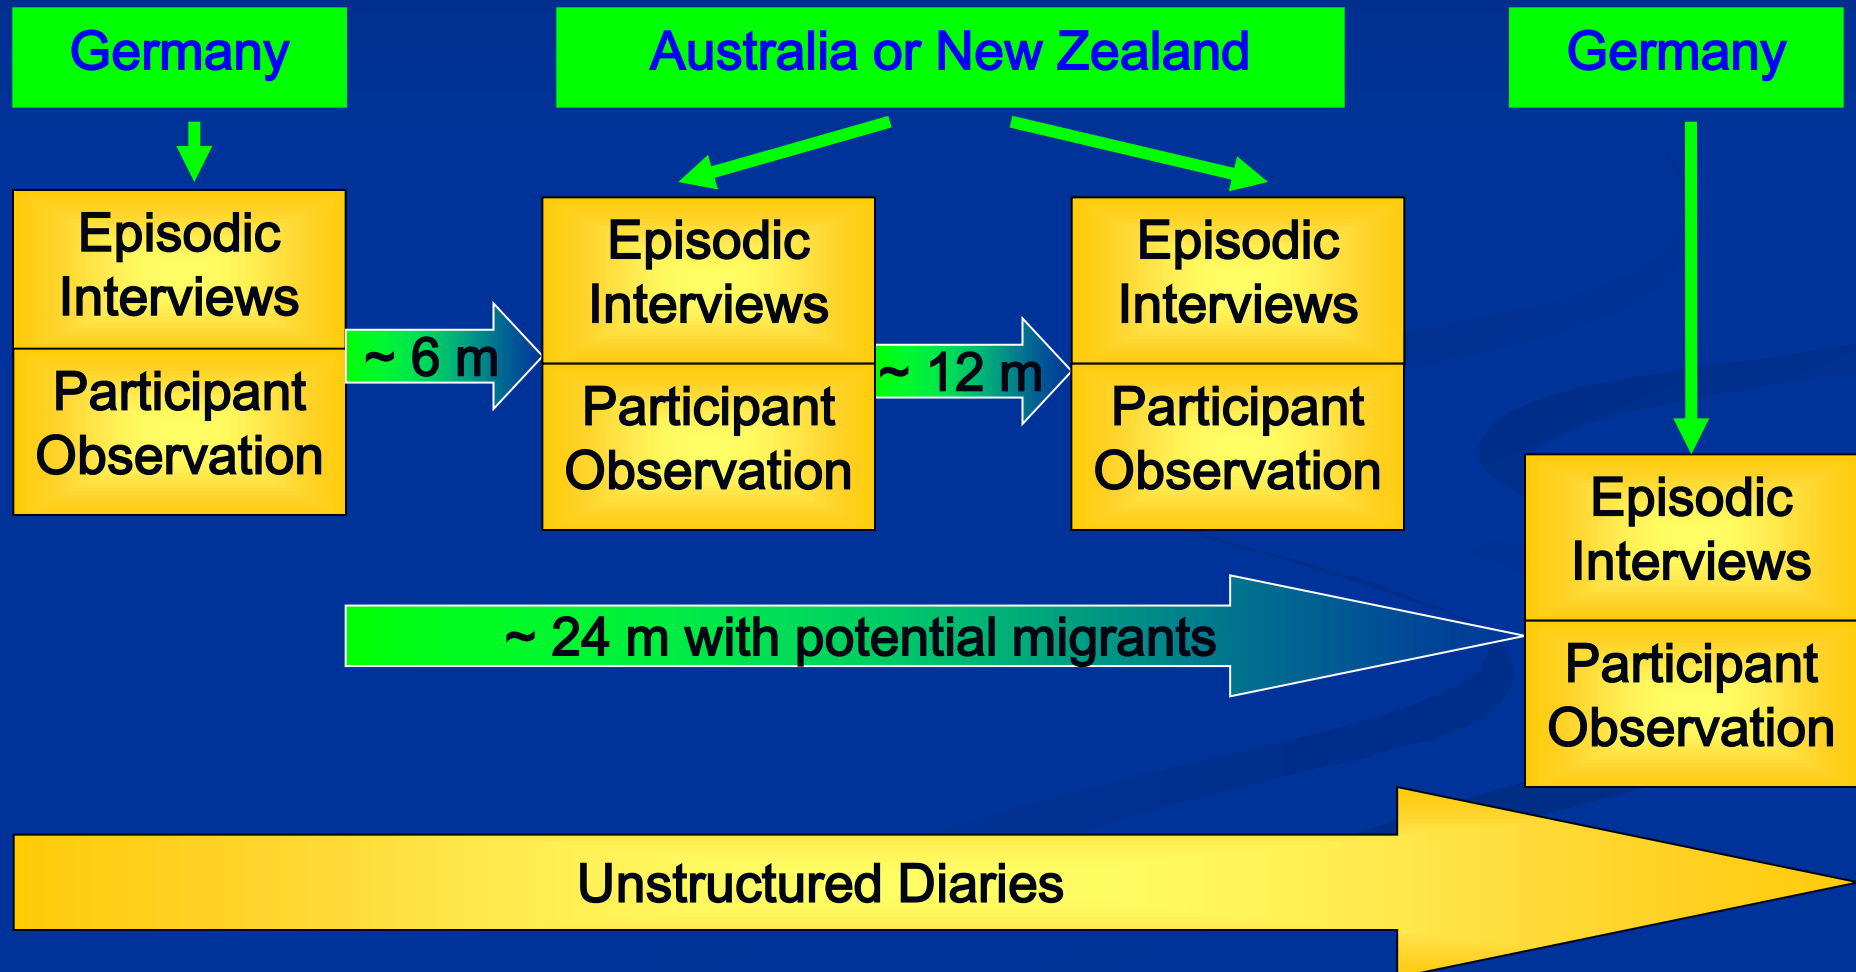 Germany
Australia or New Zealand
Germany
Episodic
Interviews
Participant
Observation
~ 6 m
Episodic
Interviews
Participant
Observation
~ 12 m
Episodic
Interviews
Participant
Observation
Episodic
Interviews
Participant
Observation
~ 24 m with potential migrants
Unstructured Diaries